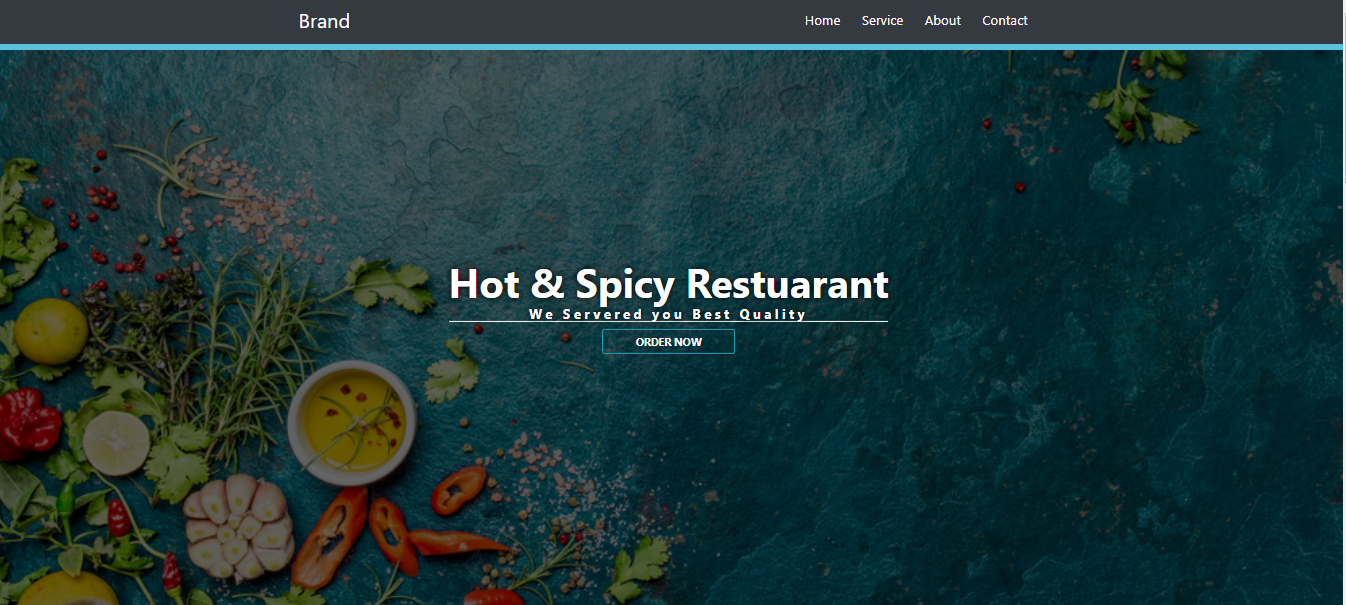 Brand
Home Service About Contact
Hot & Spicy Restuarant
We Servered you Best Quality
ORDER NOW